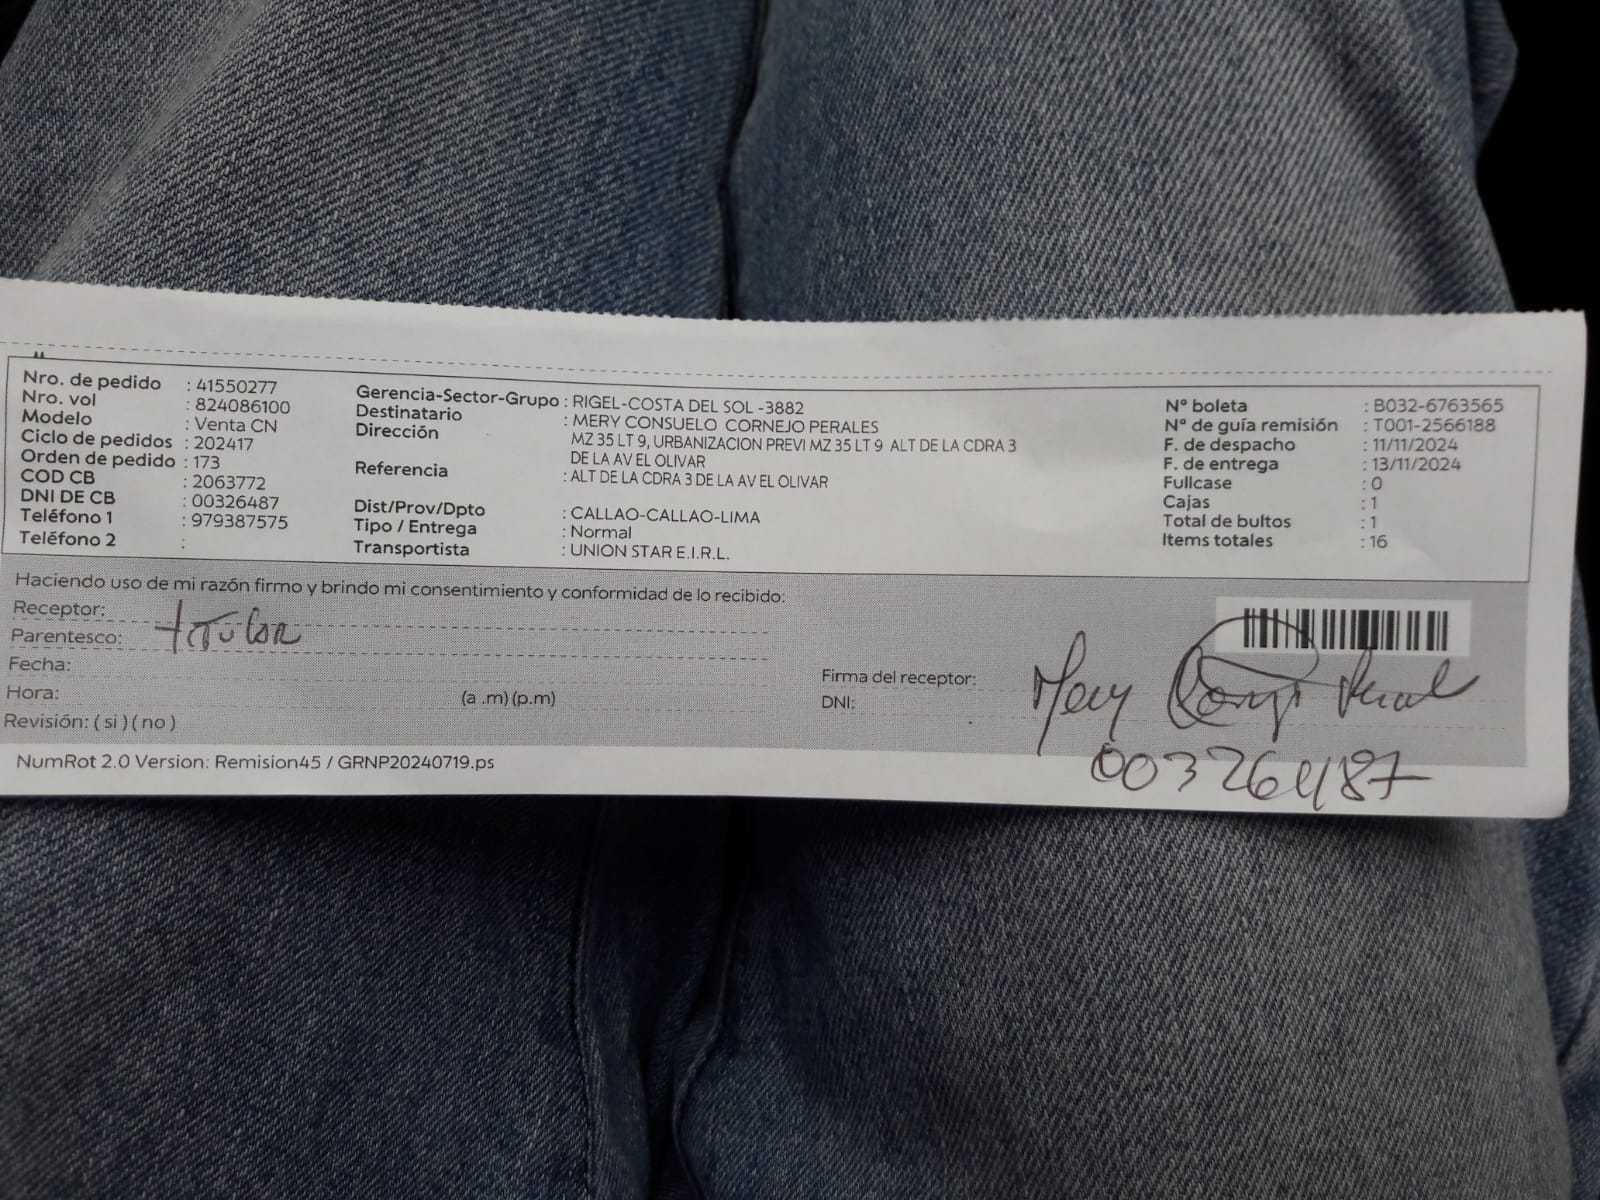 Nro. de pedido : 41550277
Nro. vol : 824086100
Modelo : Venta CN
Ciclo de pedidos : 202417
Orden de pedido : 173
COD CB : 2063772
DNI DE CB : 00326487
Teléfono 1 : 979387575
Teléfono 2 :
Gerencia-Sector-Grupo : RIGEL-COSTA DEL SOL -3882
Destinatario : MERY CONSUELO CORNEJO PERALES
Dirección MZ 35 LT 9, URBANIZACION PREVI MZ 35 LT 9 ALT DE LA CDRA 3
DE LA AV EL OLIVAR
Referencia : ALT DE LA CDRA 3 DE LA AV EL OLIVAR
Dist/Prov/Dpto : CALLAO-CALLAO-LIMA
Tipo / Entrega : Normal
Transportista : UNION STAR E.I.R.L.
N° boleta : B032-6763565
N° de guía remisión : T001-2566188
F. de despacho : 11/11/2024
F. de entrega : 13/11/2024
Fullcase : 0
Cajas : 1
Total de bultos : 1
Items totales : 16
Haciendo uso de mi razón firmo y brindo mi consentimiento y conformidad de lo recibido:
Receptor:
Parentesco: titular
Fecha:
Hora: (a .m) (p.m)
Revisión: ( si ) ( no )
Firma del receptor: Mery
DNI: 00326487
NumRot 2.0 Version: Remision45 / GRNP20240719.ps